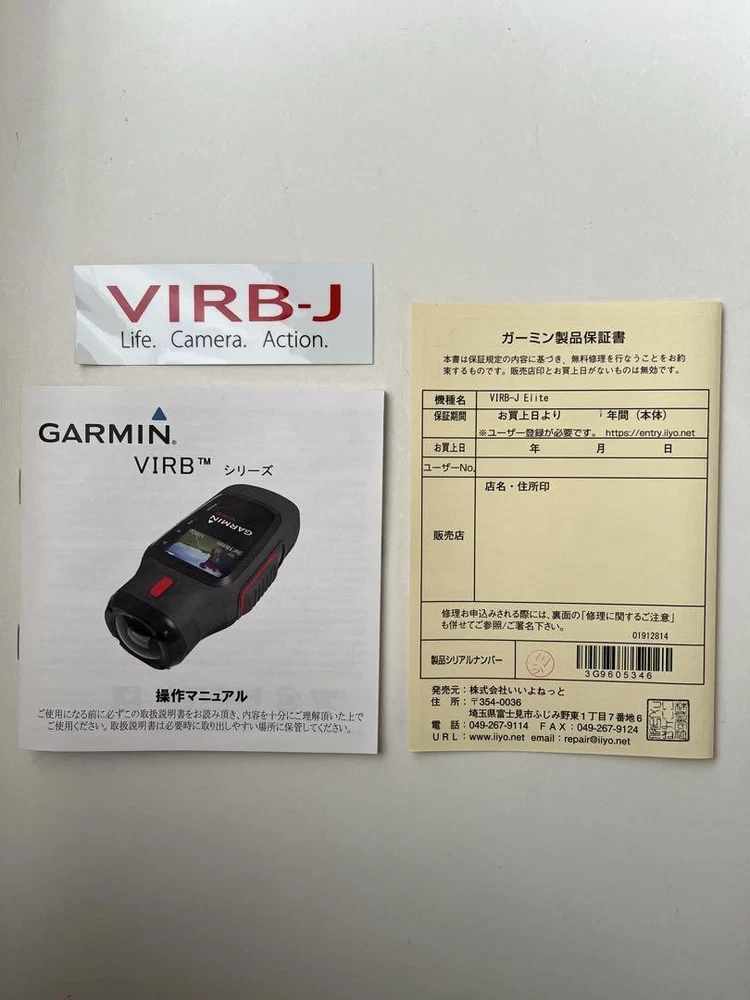 VIRB-J
Life. Camera. Action.
GARMIN
VIRB™ シリーズ
GARMIN
操作マニュアル
ご使用になる前に必ずこの取扱説明書をお読み頂き、内容を十分にご理解頂いた上で
ご使用ください。取扱説明書は必要時に取り出しやすい場所に保管してください。
ガーミン製品保証書
本書は保証規定の内容に基づき、無料修理を行なうことをお約
束するものです。販売店印とお買上日がないものは無効です。
機種名 VIRB-J Elite
保証期間 お買上日より 1年間（本体）
※ユーザー登録が必要です。 https://entry.iiyo.net
お買上日 年 月 日
ユーザーNo.
販売店 店名・住所印
修理お申込みされる際には、裏面の「修理に関するご注意」
も併せてご参照/ご署名下さい。
01912814
製品シリアルナンバー
3G9605346
発売元：株式会社いいよねっと
住 所：〒354-0036
埼玉県富士見市ふじみ野東1丁目7番地6
電 話：049-267-9114 FAX：049-267-9124
URL：www.iiyo.net email：repair@iiyo.net